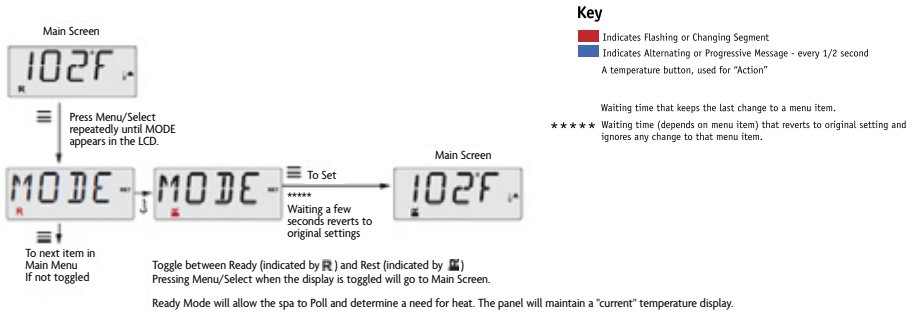 Key
Main Screen
Indicates Flashing or Changing Segment
Indicates Alternating or Progressive Message - every 1/2 second
102°F
R
A temperature button, used for “Action”
Press Menu/Select
repeatedly until MODE
appears in the LCD.
Waiting time that keeps the last change to a menu item.
***** Waiting time (depends on menu item) that reverts to original setting and
ignores any change to that menu item.
Main Screen
MODE SET
R
MODE SET
To Set
*****
Waiting a few
seconds reverts to
original settings
102°F
To next item in
Main Menu
If not toggled
Toggle between Ready (indicated by R ) and Rest (indicated by )
Pressing Menu/Select when the display is toggled will go to Main Screen.
Ready Mode will allow the spa to Poll and determine a need for heat. The panel will maintain a "current" temperature display.